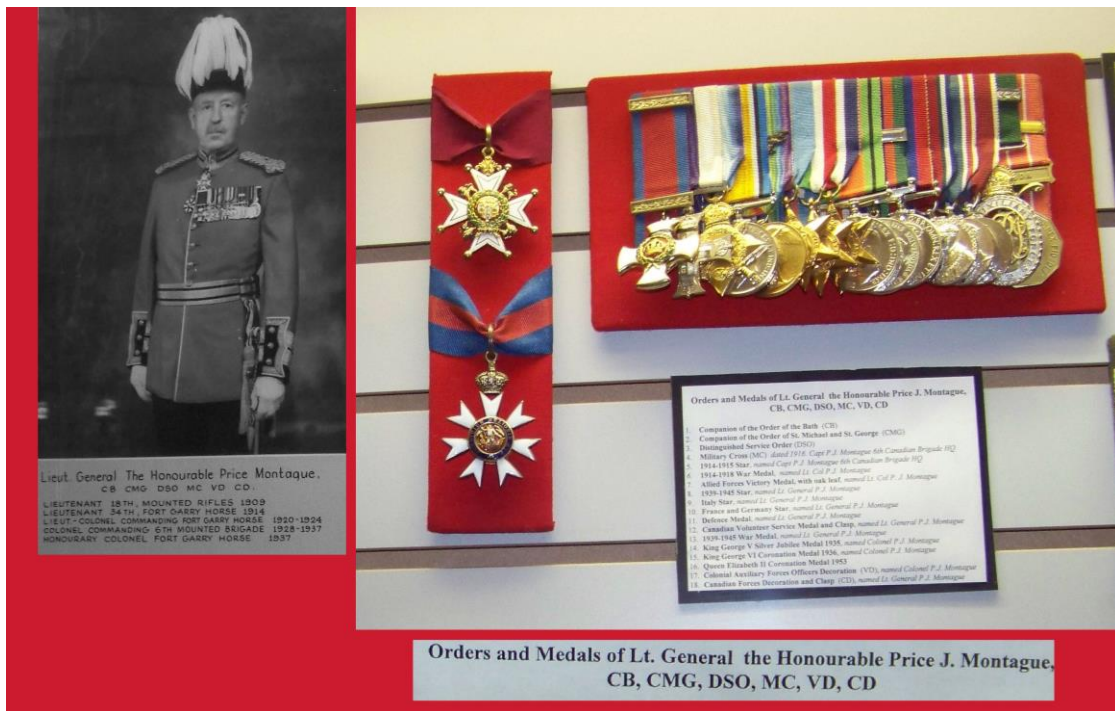 Lieut. General The Honourable Price Montague.
CB CMG DSO MC VD CD.
LIEUTENANT 18TH, MOUNTED RIFLES 1909
LIEUTENANT 34TH, FORT GARRY HORSE 1914
LIEUT-COLONEL COMMANDING FORT GARRY HORSE 1920-1924
COLONEL COMMANDING 6TH MOUNTED BRIGADE 1928-1937
HONOURARY COLONEL FORT GARRY HORSE 1937
Orders and Medals of Lt. General the Honourable Price J. Montague,
CB, CMG, DSO, MC, VD, CD
1. Companion of the Order of the Bath (CB)
2. Companion of the Order of St. Michael and St. George (CMG)
3. Distinguished Service Order (DSO)
4. Military Cross (MC) dated 1918. Capt P.J. Montague 6th Canadian Brigade HQ
5. 1914-1915 Star, named Capt P.J. Montague 6th Canadian Brigade HQ
6. 1914-1918 War Medal, named Lt. Col P.J. Montague
7. Allied Forces Victory Medal, with oak leaf, named Lt. Col P. J. Montague
8. 1939-1945 Star, named Lt. General P.J. Montague
9. Italy Star, named Lt. General P.J. Montague
10. France and Germany Star, named Lt. General P.J. Montague
11. Defence Medal, named Lt. General P.J. Montague
12. Canadian Volunteer Service Medal and Clasp, named Lt. General P.J. Montague
13. 1939-1945 War Medal, named Lt. General P.J. Montague
14. King George V Silver Jubilee Medal 1935, named Colonel P.J. Montague
15. King George VI Coronation Medal 1936, named Colonel P.J. Montague
16. Queen Elizabeth II Coronation Medal 1953
17. Colonial Auxiliary Forces Officers Decoration (VD), named Colonel P.J. Montague
18. Canadian Forces Decoration and Clasp (CD), named Lt. General P.J. Montague
Orders and Medals of Lt. General the Honourable Price J. Montague,
CB, CMG, DSO, MC, VD, CD